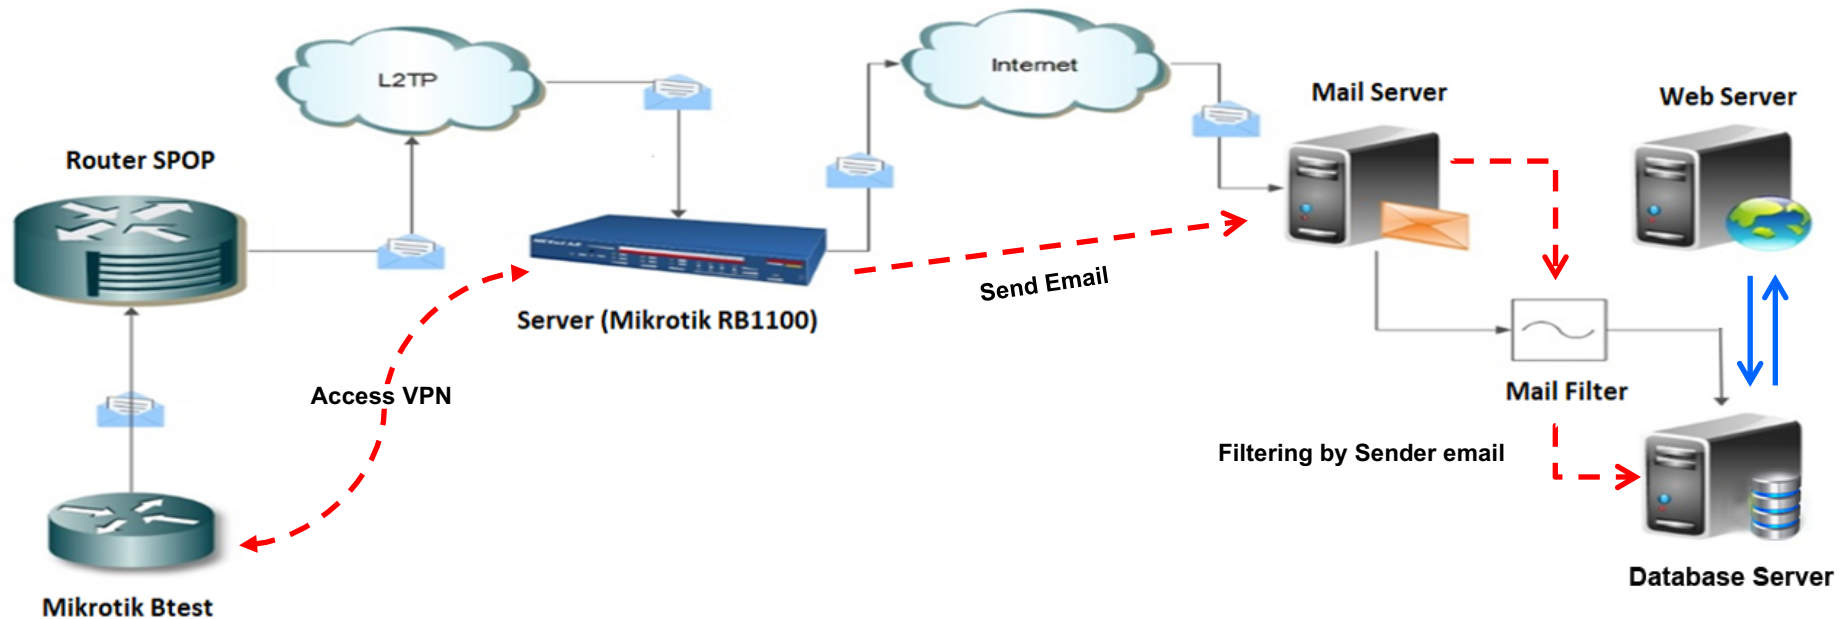 L2TP
Internet
Mail Server
Web Server
Router SPOP
Send Email
Server (Mikrotik RB1100)
Access VPN
Mail Filter
Filtering by Sender email
Database Server
Mikrotik Btest